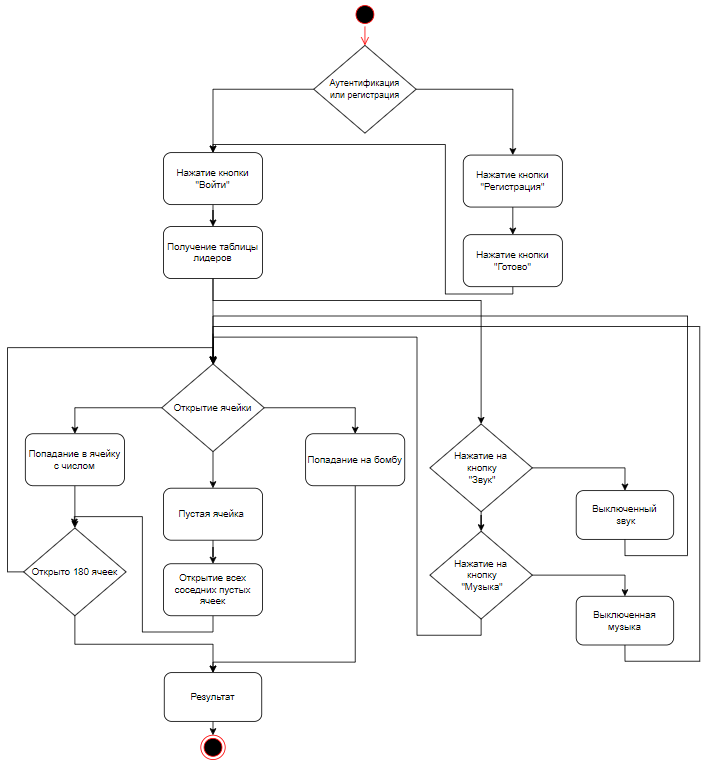 Аутентификация
или регистрация
Нажатие кнопки
"Войти"
Нажатие кнопки
"Регистрация"
Получение таблицы
лидеров
Нажатие кнопки
"Готово"
Открытие ячейки
Попадание в ячейку
с числом
Попадание на бомбу
Нажатие на
кнопку
"Звук"
Пустая ячейка
Выключенный
звук
Открыто 180 ячеек
Открытие всех
соседних пустых
ячеек
Нажатие на
кнопку
"Музыка"
Выключенная
музыка
Результат